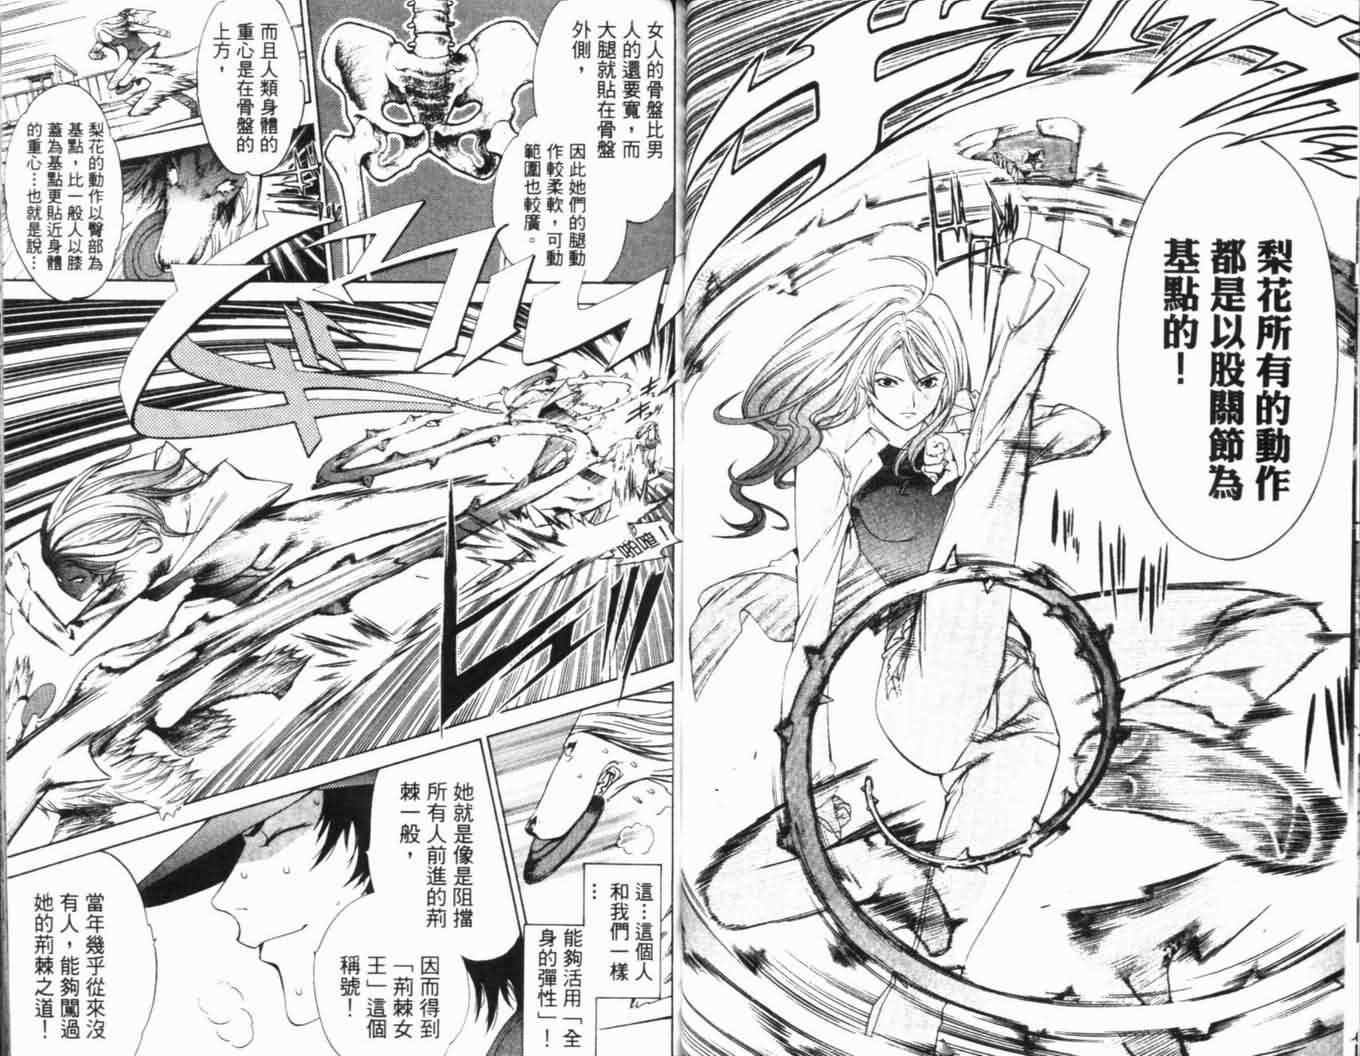 梨花所有的動作
都是以股關節為
基點的！
女人的骨盤比男
人的還要寬，而
大腿就貼在骨盤
外側，
因此她們的腿動
作較柔軟，可動
範圍也較廣。
而且人類身體的
重心是在骨盤的
上方，
梨花的動作以臀部為
基點，比一般人以膝
蓋為基點更貼近身體
的重心…也就是說…
啪喳！
這…這個人
和我們一樣
…
能夠活用「全
身的彈性」！
她就是像是阻擋
所有人前進的荊
棘一般，
因而得到
「荊棘女
王」這個
稱號！
當年幾乎從來沒
有人，能夠闖過
她的荊棘之道！